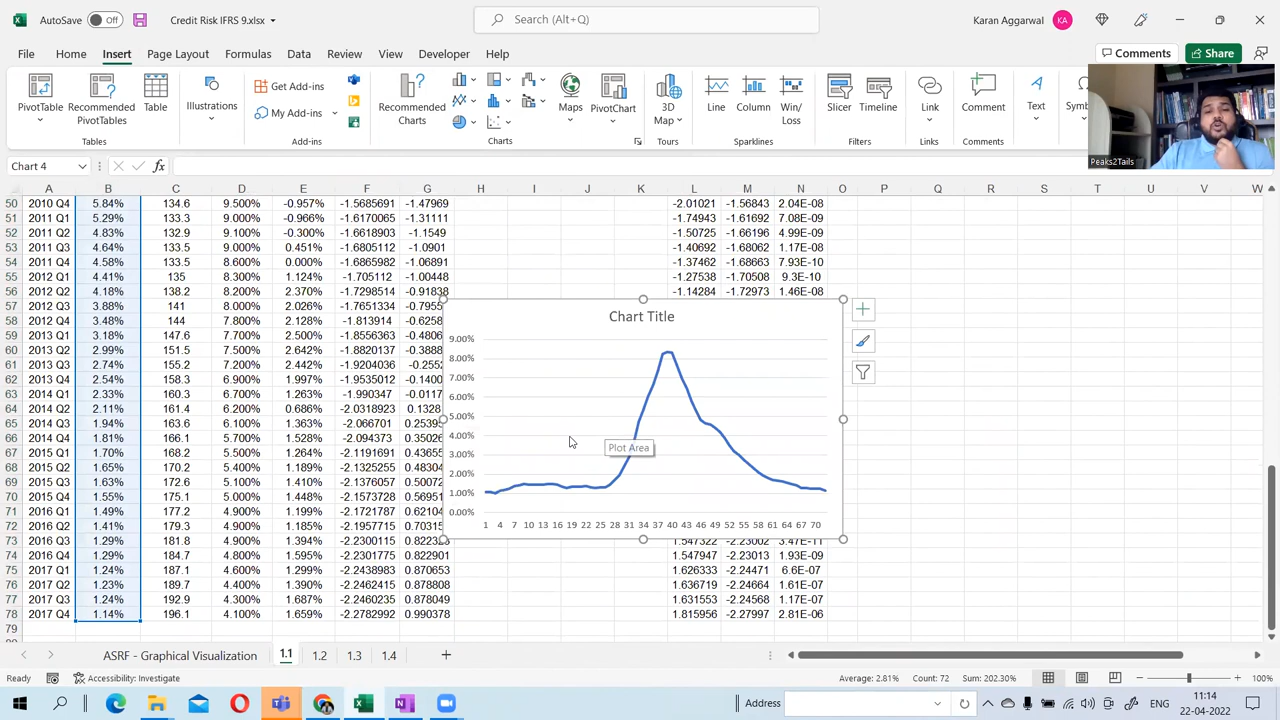 AutoSave Off Credit Risk IFRS 9.xlsx Search (Alt+Q) Karan Aggarwal KA
File Home Insert Page Layout Formulas Data Review View Developer Help Comments Share
PivotTable Recommended PivotTables Table Illustrations Get Add-ins My Add-ins Recommended Charts Maps PivotChart 3D Map Line Column Win/Loss Slicer Timeline Link Comment Text
Tables Add-ins Charts Tours Sparklines Filters Links Comments
Peaks2Tails
Chart 4 fx
A B C D E F G H I J K L M N O P Q R S T U V W
50 2010 Q4 5.84% 134.6 9.500% -0.957% -1.5685691 -1.47969 -2.01021 -1.56843 2.04E-08
51 2011 Q1 5.29% 133.3 9.100% -0.966% -1.6170065 -1.31111 -1.74943 -1.61692 7.08E-09
52 2011 Q2 4.83% 132.9 9.100% -0.300% -1.6618903 -1.1549 -1.50725 -1.66196 4.99E-09
53 2011 Q3 4.64% 133.5 9.000% 0.451% -1.6805112 -1.0901 -1.40692 -1.68062 1.17E-08
54 2011 Q4 4.58% 133.5 8.600% 0.000% -1.6865982 -1.06891 -1.37462 -1.68657 7.93E-10
55 2012 Q1 4.41% 135 8.300% 1.124% -1.705112 -1.00448 -1.27538 -1.70508 9.3E-10
56 2012 Q2 4.18% 138.2 8.200% 2.370% -1.7298514 -0.91838 -1.14284 -1.72973 1.46E-08
57 2012 Q3 3.88% 141 8.000% 2.026% -1.7651334
58 2012 Q4 3.48% 144 7.800% 2.128% -1.813914
59 2013 Q1 3.18% 147.6 7.500% 2.500% -1.8556363
60 2013 Q2 2.99% 151.5 7.500% 2.642% -1.8820137
61 2013 Q3 2.74% 155.2 7.200% 2.442% -1.9204036
62 2013 Q4 2.54% 158.3 6.900% 1.997% -1.9535012
63 2014 Q1 2.33% 160.3 6.700% 1.263% -1.990347
64 2014 Q2 2.11% 161.4 6.200% 0.686% -2.0318923
65 2014 Q3 1.94% 163.6 6.100% 1.363% -2.066701
66 2014 Q4 1.81% 166.1 5.700% 1.528% -2.094373
67 2015 Q1 1.70% 168.2 5.500% 1.264%
68 2015 Q2 1.65% 170.2 5.400% 1.189% -2.1325255
69 2015 Q3 1.63% 172.6 5.100% 1.410% -2.1376057
70 2015 Q4 1.55% 175.1 5.000% 1.448% -2.1573728
71 2016 Q1 1.49% 177.2 4.900% 1.199% -2.1721787
72 2016 Q2 1.41% 179.3 4.900% 1.185% -2.1957715
73 2016 Q3 1.29% 181.8 4.900% 1.394% -2.2300115 1.547432 -2.23002 3.47E-11
74 2016 Q4 1.29% 184.7 4.800% 1.595% -2.2301775 0.822901 1.547947 -2.23013 1.93E-09
75 2017 Q1 1.24% 187.1 4.600% 1.299% -2.2438983 0.870653 1.626333 -2.24471 6.6E-07
76 2017 Q2 1.23% 189.7 4.400% 1.390% -2.2462415 0.878808 1.636719 -2.24664 1.61E-07
77 2017 Q3 1.24% 192.9 4.300% 1.687% -2.2460235 0.878049 1.631553 -2.24568 1.17E-07
78 2017 Q4 1.14% 196.1 4.100% 1.659% -2.2782992 0.990378 1.815956 -2.27997 2.81E-06
79
Chart Title
9.00%
8.00%
7.00%
6.00%
5.00%
4.00%
3.00%
2.00%
1.00%
0.00%
1 4 7 10 13 16 19 22 25 28 31 34 37 40 43 46 49 52 55 58 61 64 67 70
Plot Area
ASRF - Graphical Visualization 1.1 1.2 1.3 1.4
Ready Accessibility: Investigate Average: 2.81% Count: 72 Sum: 202.30% 100%
Address ENG 11:14
22-04-2022